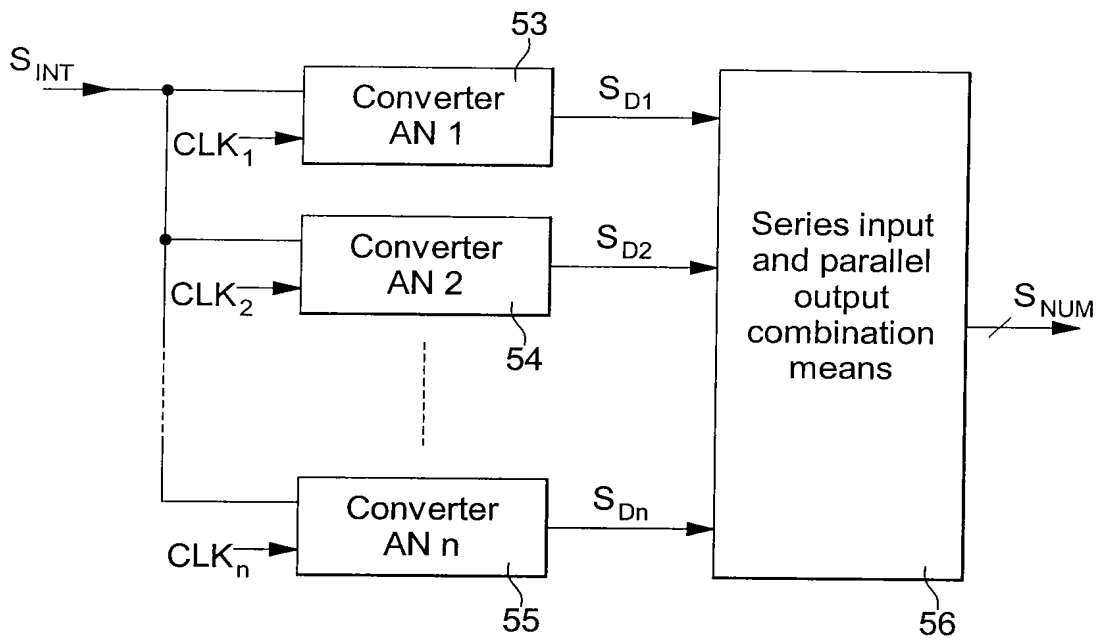 53
S_INT
Converter
AN 1
S_D1
CLK_1
Converter
AN 2
S_D2
CLK_2
54
Series input
and parallel
output
combination
means
S_NUM
Converter
AN n
S_Dn
CLK_n
55
56